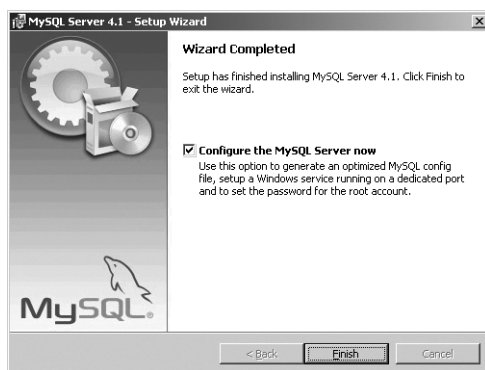 MySQL Server 4.1 - Setup Wizard
Wizard Completed
Setup has finished installing MySQL Server 4.1. Click Finish to
exit the wizard.
Configure the MySQL Server now
Use this option to generate an optimized MySQL config
file, setup a Windows service running on a dedicated port
and to set the password for the root account.
MySQL®
< Back
Finish
Cancel